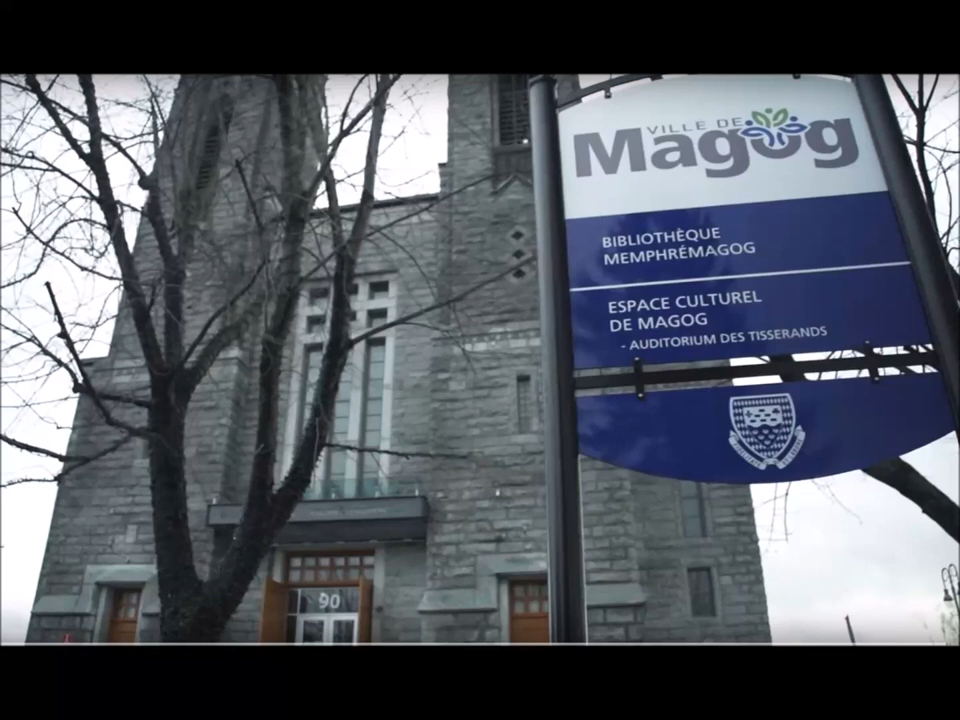 VILLE DE
Magog
BIBLIOTHÈQUE
MEMPHRÉMAGOG
ESPACE CULTUREL
DE MAGOG
- AUDITORIUM DES TISSERANDS
90